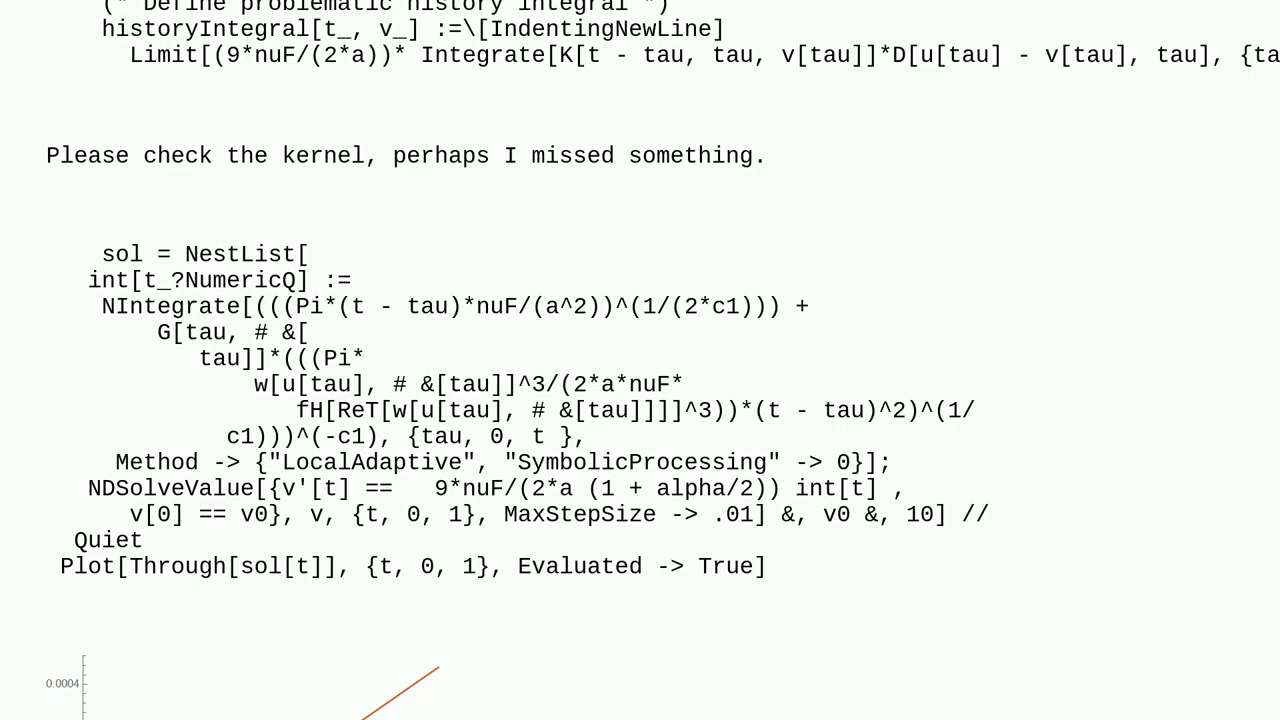 (* Define problematic history integral *)
historyIntegral[t_, v_] :=\[IndentingNewLine]
Limit[(9*nuF/(2*a))* Integrate[K[t - tau, tau, v[tau]]*D[u[tau] - v[tau], tau], {ta
Please check the kernel, perhaps I missed something.
sol = NestList[
int[t_?NumericQ] :=
NIntegrate[(((Pi*(t - tau)*nuF/(a^2))^(1/(2*c1))) +
G[tau, # &[
tau]]*(((Pi*
w[u[tau], # &[tau]]^3/(2*a*nuF*
fH[ReT[w[u[tau], # &[tau]]]]^3))*(t - tau)^2)^(1/
c1)))^(-c1), {tau, 0, t },
Method -> {"LocalAdaptive", "SymbolicProcessing" -> 0}];
NDSolveValue[{v'[t] ==   9*nuF/(2*a (1 + alpha/2)) int[t] ,
v[0] == v0}, v, {t, 0, 1}, MaxStepSize -> .01] &, v0 &, 10] //
Quiet
Plot[Through[sol[t]], {t, 0, 1}, Evaluated -> True]
0.0004